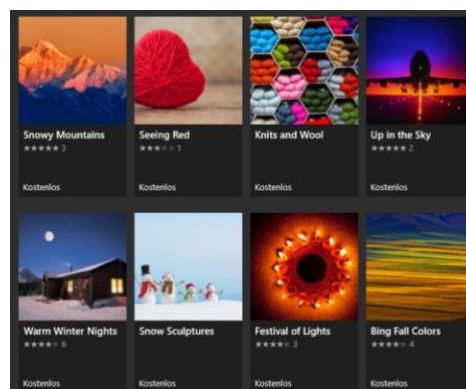 Snowy Mountains
★★★★★ 3
Kostenlos
Seeing Red
★★★☆☆ 1
Kostenlos
Knits and Wool
Kostenlos
Up in the Sky
★★★★★ 2
Kostenlos
Warm Winter Nights
★★★★☆ 6
Kostenlos
Snow Sculptures
Kostenlos
Festival of Lights
★★★★☆ 3
Kostenlos
Bing Fall Colors
★★★★☆ 4
Kostenlos